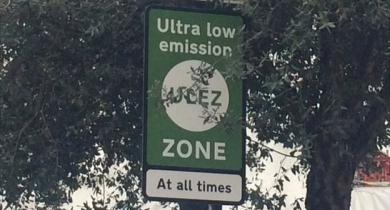 Ultra low
emission
ULEZ
ZONE
At all times